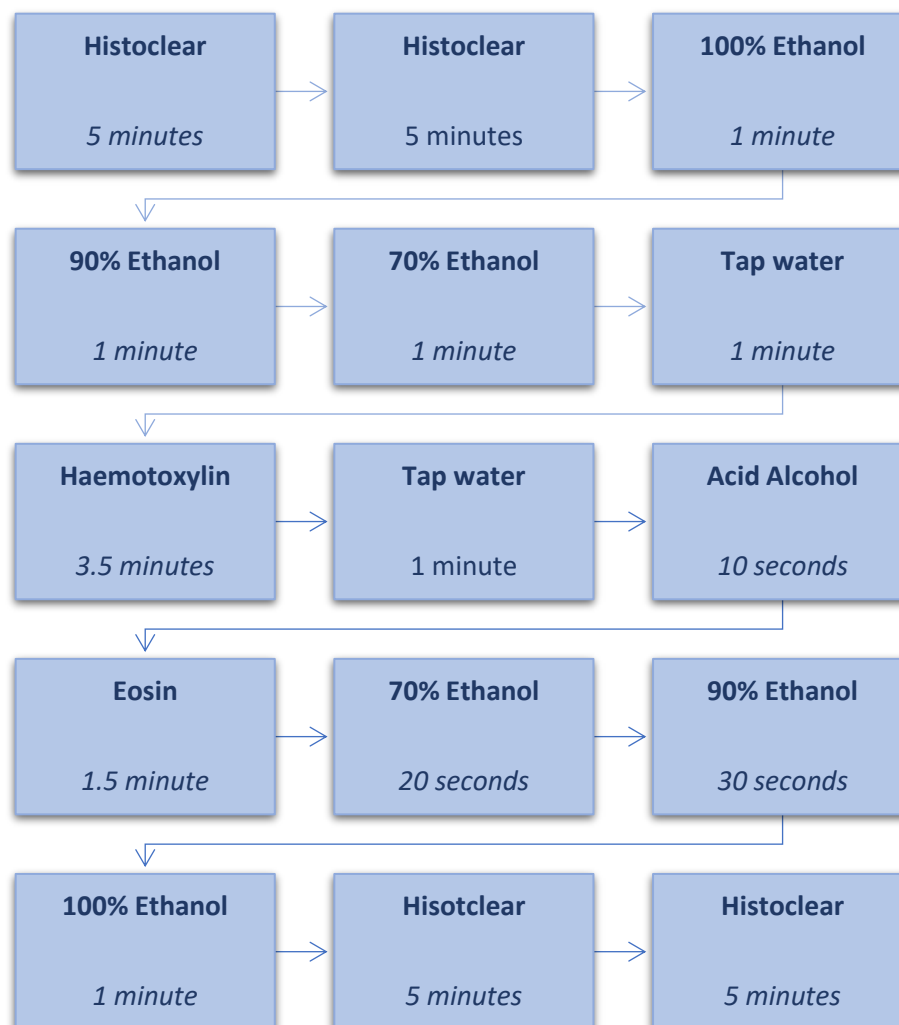 Histoclear
5 minutes
Histoclear
5 minutes
100% Ethanol
1 minute
90% Ethanol
1 minute
70% Ethanol
1 minute
Tap water
1 minute
Haemotoxylin
3.5 minutes
Tap water
1 minute
Acid Alcohol
10 seconds
Eosin
1.5 minute
70% Ethanol
20 seconds
90% Ethanol
30 seconds
100% Ethanol
1 minute
Hisotclear
5 minutes
Histoclear
5 minutes